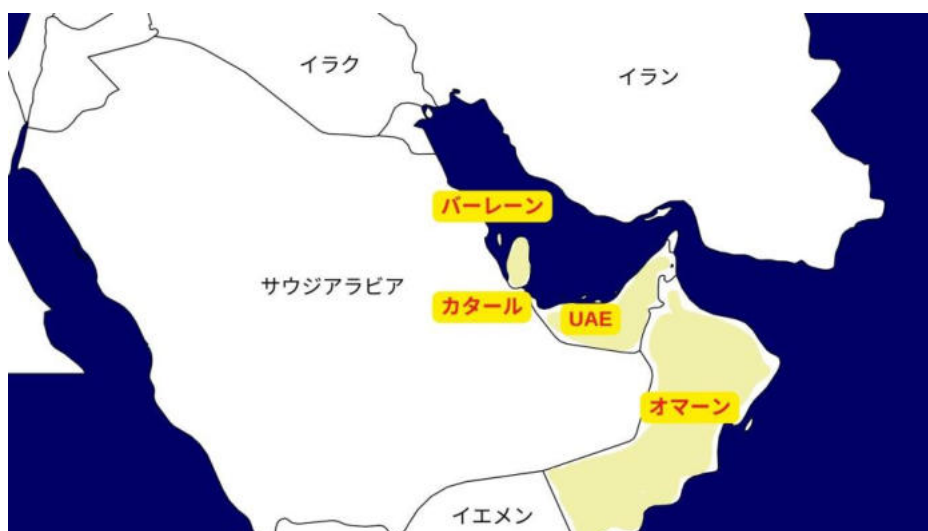 イラク
イラン
バーレーン
サウジアラビア
カタール
UAE
オマーン
イエメン